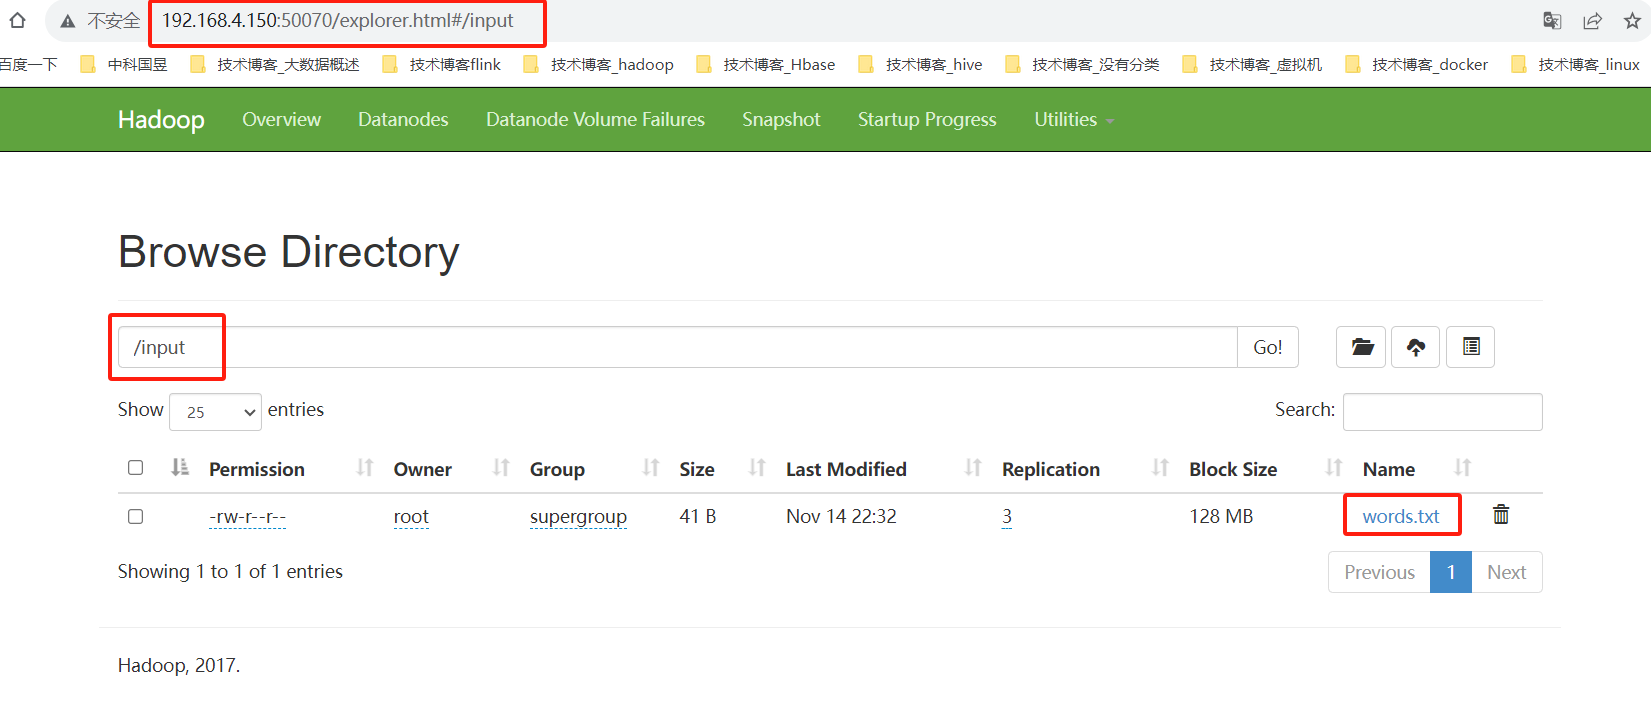 不安全 192.168.4.150:50070/explorer.html#/input
百度一下 中科国昱 技术博客_大数据概述 技术博客flink 技术博客_hadoop 技术博客_Hbase 技术博客_hive 技术博客_没有分类 技术博客_虚拟机 技术博客_docker 技术博客_linux
Hadoop Overview Datanodes Datanode Volume Failures Snapshot Startup Progress Utilities
Browse Directory
/input Go!
Show 25 entries Search:
Permission Owner Group Size Last Modified Replication Block Size Name
-rw-r--r-- root supergroup 41 B Nov 14 22:32 3 128 MB words.txt
Showing 1 to 1 of 1 entries Previous 1 Next
Hadoop, 2017.